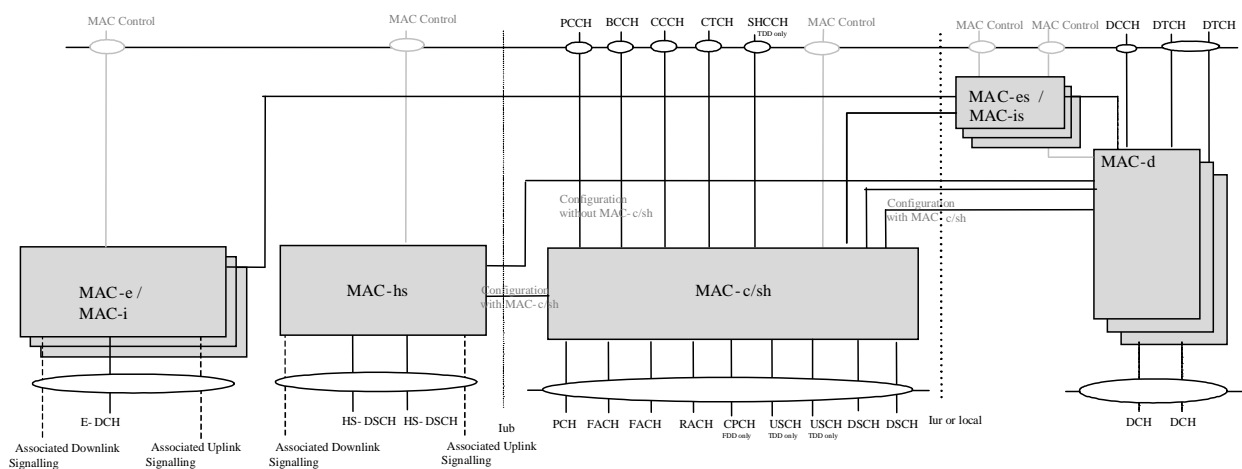 MAC Control
MAC Control
PCCH
BCCH
CCCH
CTCH
SHCCH
TDD only
MAC Control
MAC Control
MAC Control
DCCH
DTCH
DTCH
MAC-es /
MAC-is
MAC-d
Configuration
without MAC-c/sh
Configuration
with MAC-c/sh
MAC-e /
MAC-i
MAC-hs
Configuration
with MAC-c/sh
MAC-c/sh
E-DCH
HS-DSCH
HS-DSCH
Iub
PCH
FACH
FACH
RACH
CPCH
FDD only
USCH
TDD only
USCH
TDD only
DSCH
DSCH
Iur or local
DCH
DCH
Associated Downlink
Signalling
Associated Uplink
Signalling
Associated Downlink
Signalling
Associated Uplink
Signalling